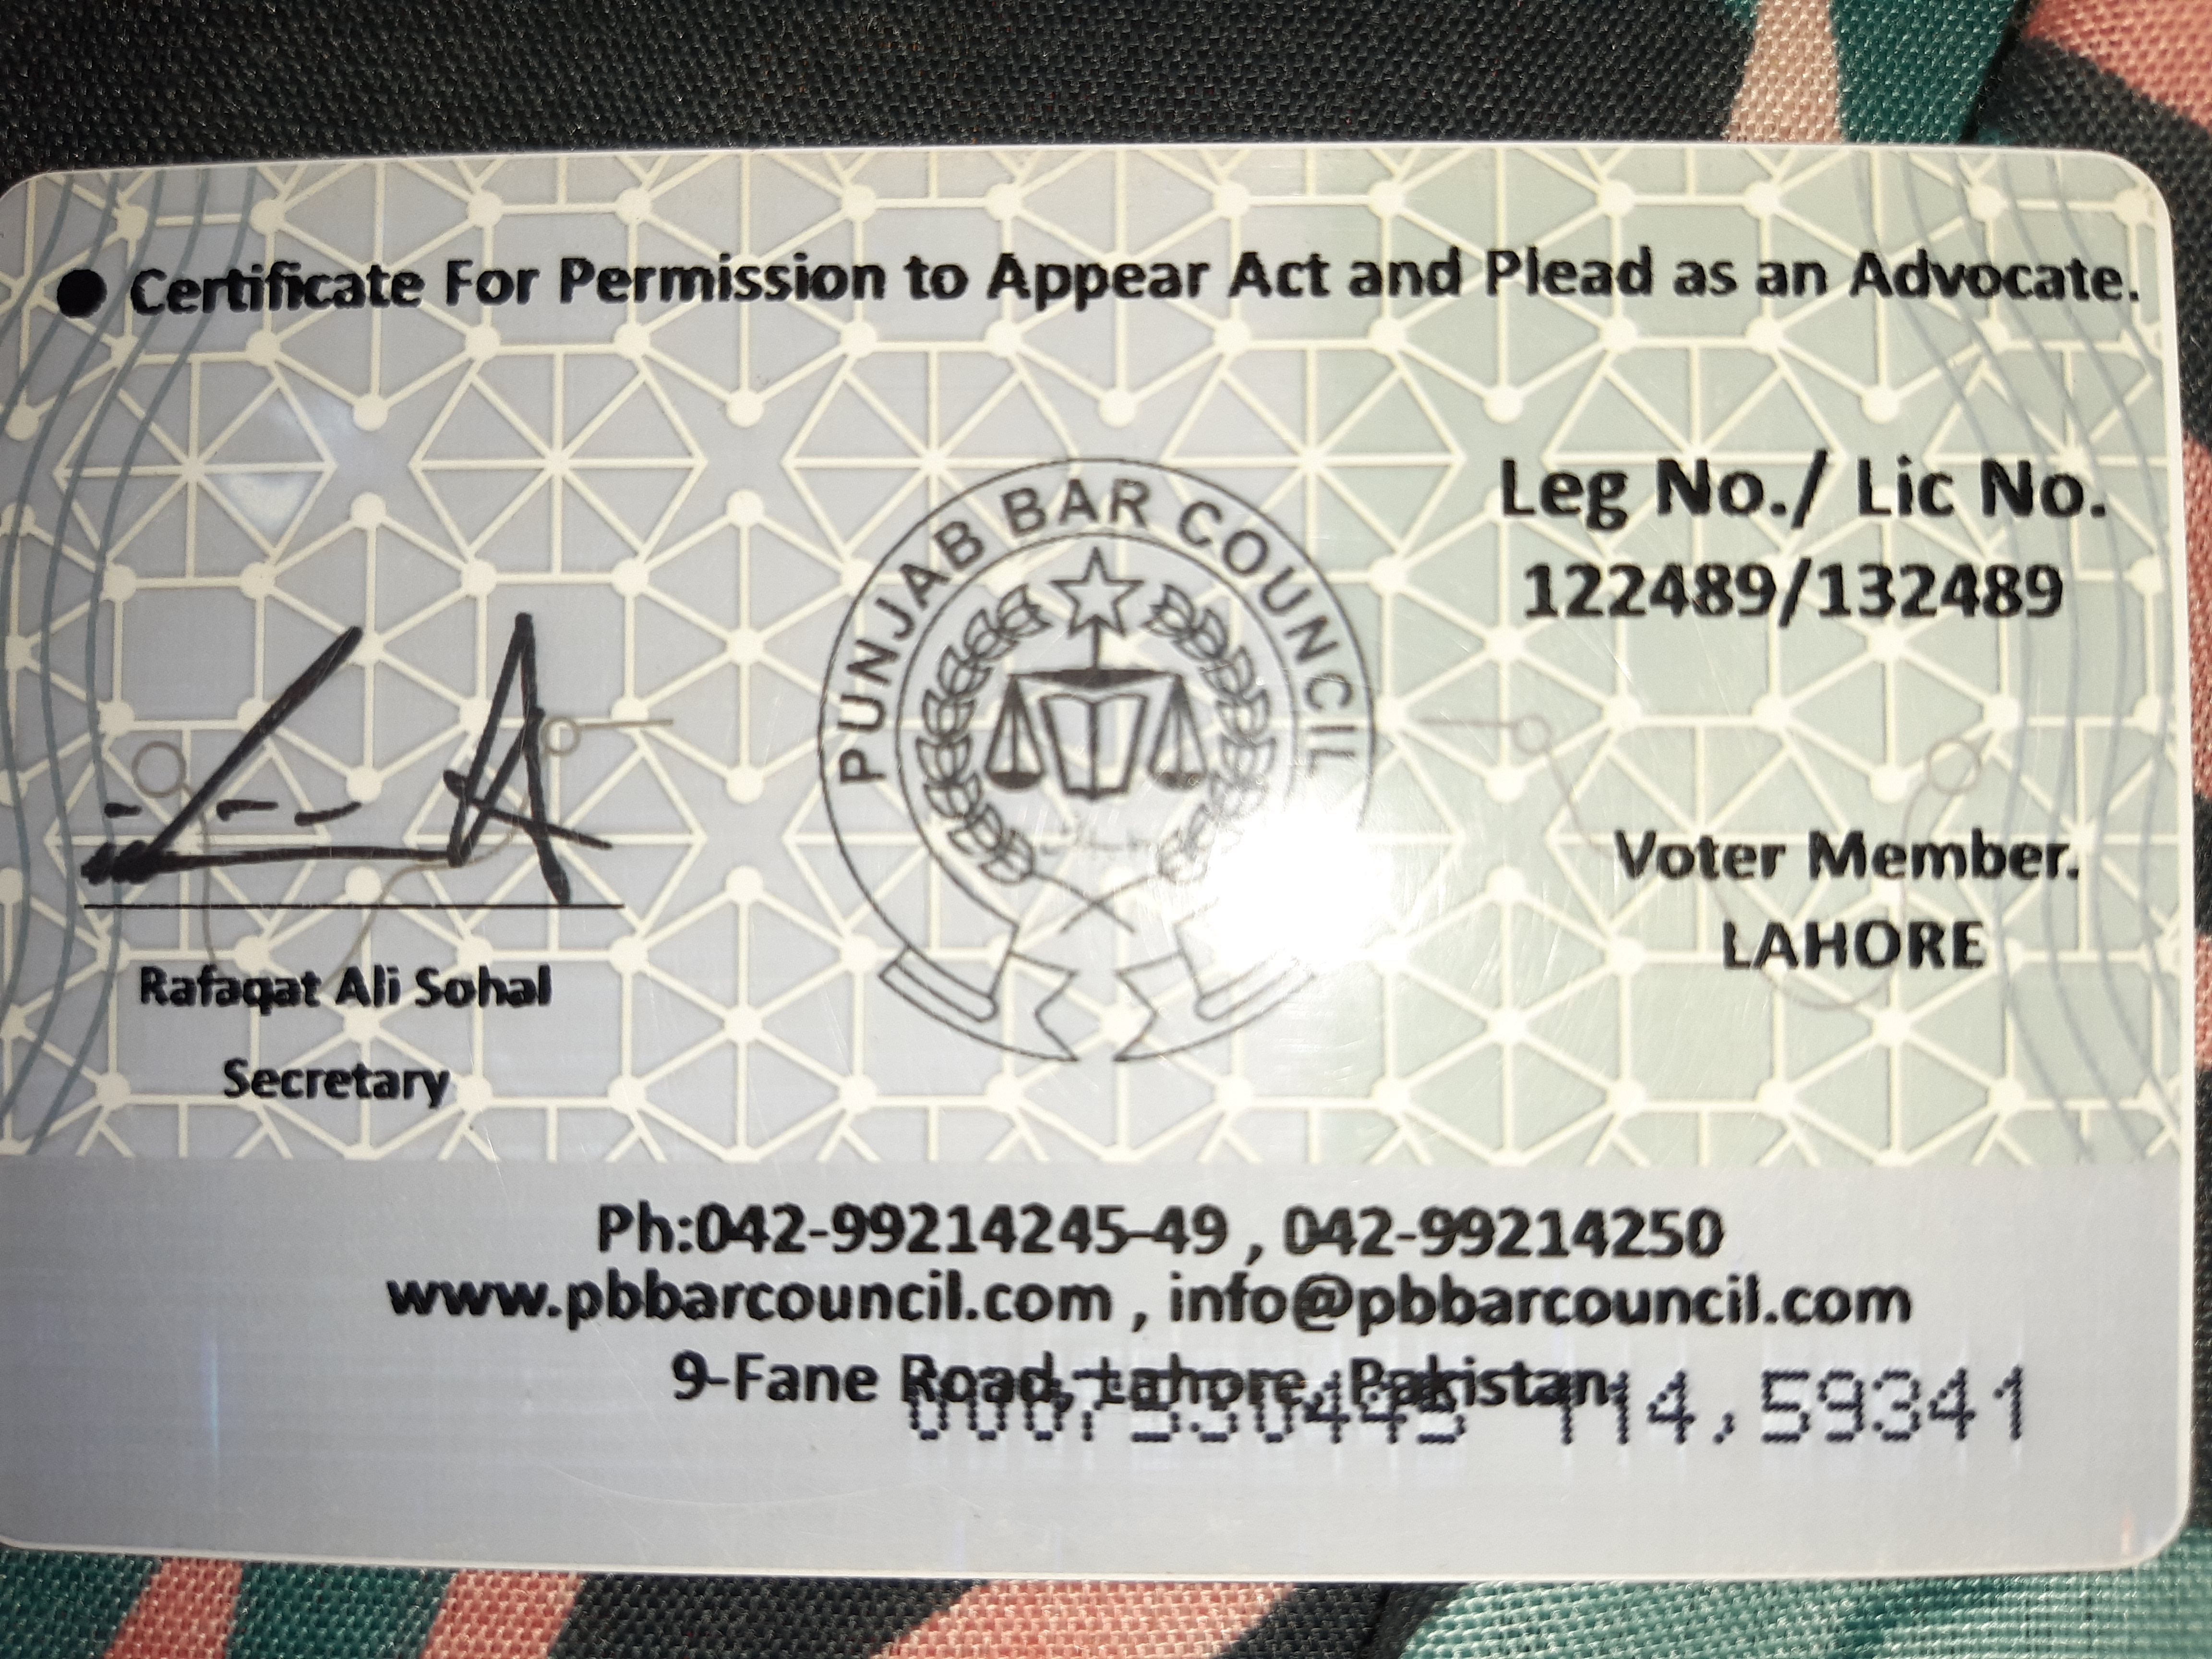 ● Certificate For Permission to Appear Act and Plead as an Advocate.
PUNJAB BAR COUNCIL
Leg No./ Lic No.
122489/132489
Voter Member.
LAHORE
Rafaqat Ali Sohal
Secretary
Ph:042-99214245-49 , 042-99214250
www.pbbarcouncil.com , info@pbbarcouncil.com
9-Fane Road, Lahore, Pakistan.
114,59341